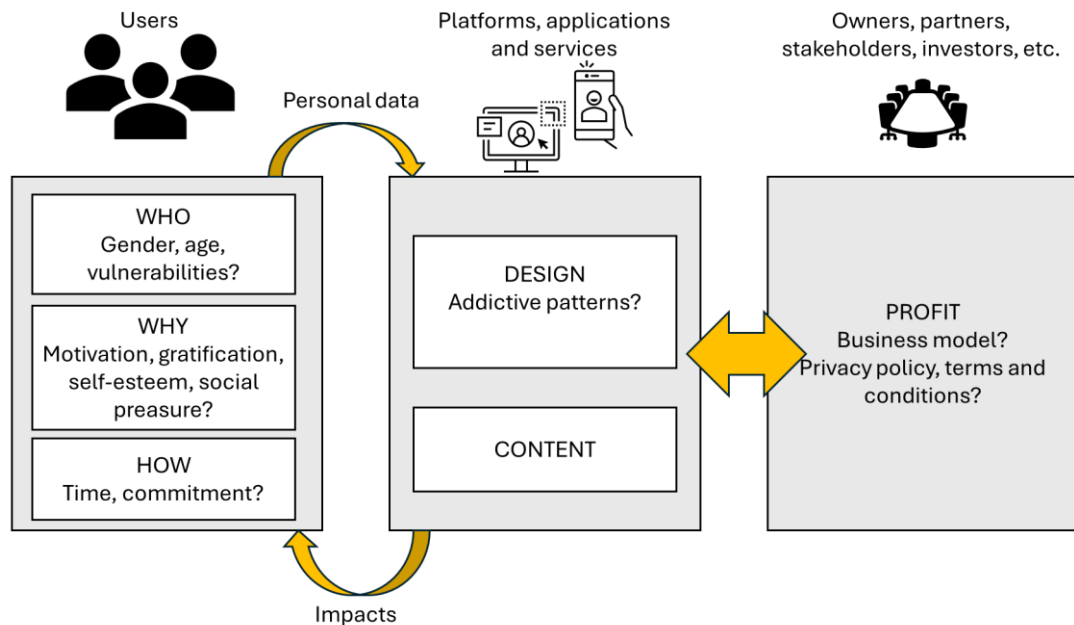 Users
Platforms, applications
and services
Owners, partners,
stakeholders, investors, etc.
Personal data
WHO
Gender, age,
vulnerabilities?
WHY
Motivation, gratification,
self-esteem, social
preasure?
HOW
Time, commitment?
DESIGN
Addictive patterns?
CONTENT
PROFIT
Business model?
Privacy policy, terms and
conditions?
Impacts